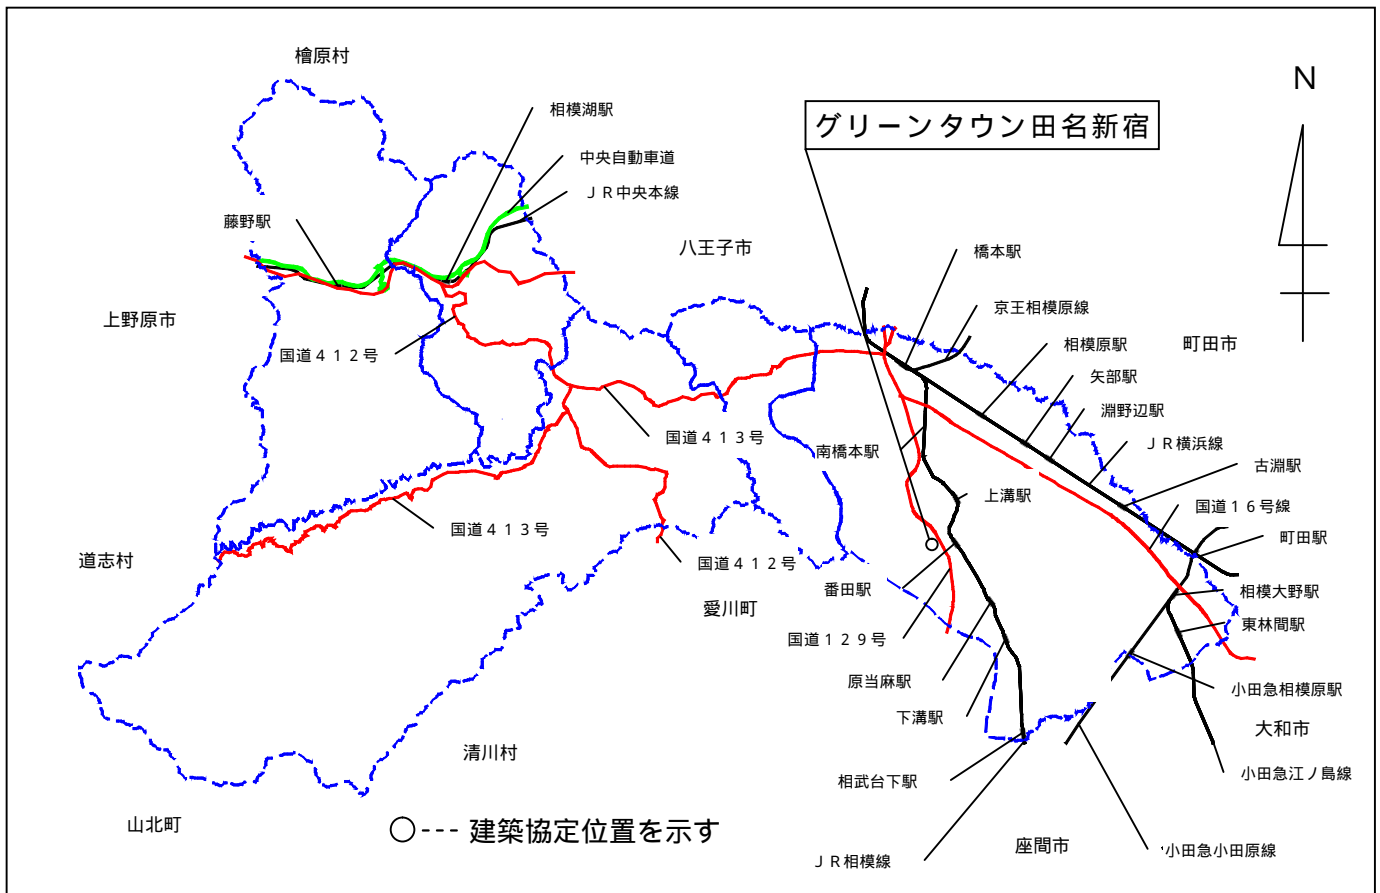 檜原村
N
相模湖駅
グリーンタウン田名新宿
中央自動車道
ＪＲ中央本線
藤野駅
八王子市
橋本駅
京王相模原線
上野原市
相模原駅
町田市
国道４１２号
矢部駅
淵野辺駅
国道４１３号
南橋本駅
ＪＲ横浜線
古淵駅
上溝駅
国道１６号線
国道４１３号
町田駅
道志村
国道４１２号
番田駅
相模大野駅
愛川町
東林間駅
国道１２９号
原当麻駅
小田急相模原駅
下溝駅
大和市
清川村
小田急江ノ島線
相武台下駅
山北町
○--- 建築協定位置を示す
座間市
小田急小田原線
ＪＲ相模線